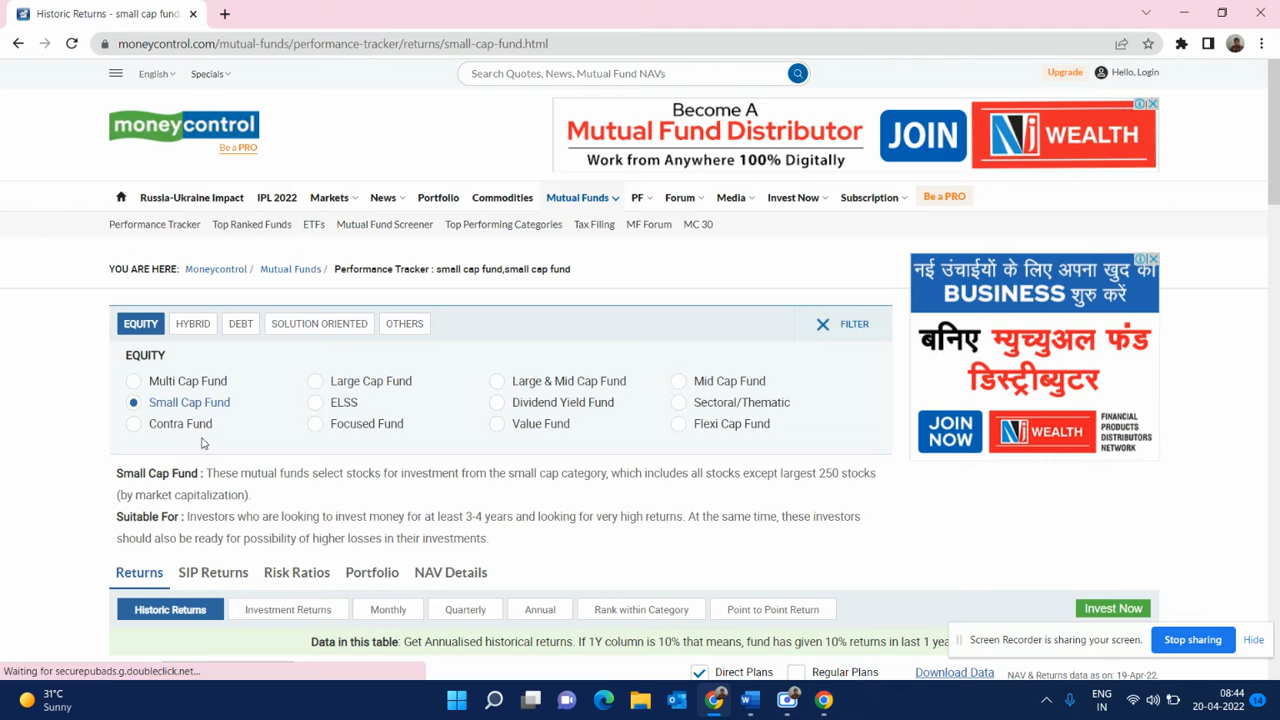 Historic Returns - small cap fund,
moneycontrol.com/mutual-funds/performance-tracker/returns/small-cap-fund.html
English Specials Search Quotes, News, Mutual Fund NAVs Upgrade Hello, Login
moneycontrol
Be a PRO
Become A
Mutual Fund Distributor
Work from Anywhere 100% Digitally
JOIN
Nj WEALTH
Russia-Ukraine Impact IPL 2022 Markets News Portfolio Commodities Mutual Funds PF Forum Media Invest Now Subscription Be a PRO
Performance Tracker Top Ranked Funds ETFs Mutual Fund Screener Top Performing Categories Tax Filing MF Forum MC 30
YOU ARE HERE: Moneycontrol / Mutual Funds / Performance Tracker : small cap fund,small cap fund
EQUITY HYBRID DEBT SOLUTION ORIENTED OTHERS FILTER
EQUITY
Multi Cap Fund Large Cap Fund Large & Mid Cap Fund Mid Cap Fund
Small Cap Fund ELSS Dividend Yield Fund Sectoral/Thematic
Contra Fund Focused Fund Value Fund Flexi Cap Fund
नई उंचाईयों के लिए अपना खुद का
BUSINESS शुरु करें
बनिए म्युच्युअल फंड
डिस्ट्रीब्युटर
JOIN
NOW
Nj WEALTH
FINANCIAL
PRODUCTS
DISTRIBUTORS
NETWORK
Small Cap Fund : These mutual funds select stocks for investment from the small cap category, which includes all stocks except largest 250 stocks
(by market capitalization).
Suitable For : Investors who are looking to invest money for at least 3-4 years and looking for very high returns. At the same time, these investors
should also be ready for possibility of higher losses in their investments.
Returns SIP Returns Risk Ratios Portfolio NAV Details
Historic Returns Investment Returns Monthly Quarterly Annual Rank within Category Point to Point Return Invest Now
Data in this table: Get Annualised historical returns. If 1Y column is 10% that means, fund has given 10% returns in last 1
Screen Recorder is sharing your screen. Stop sharing Hide
Waiting for securepubads.g.doubleclick.net...
Direct Plans Regular Plans Download Data NAV & Returns data as on: 19-Apr-22.
31°C
Sunny
ENG
IN
08:44
20-04-2022
14